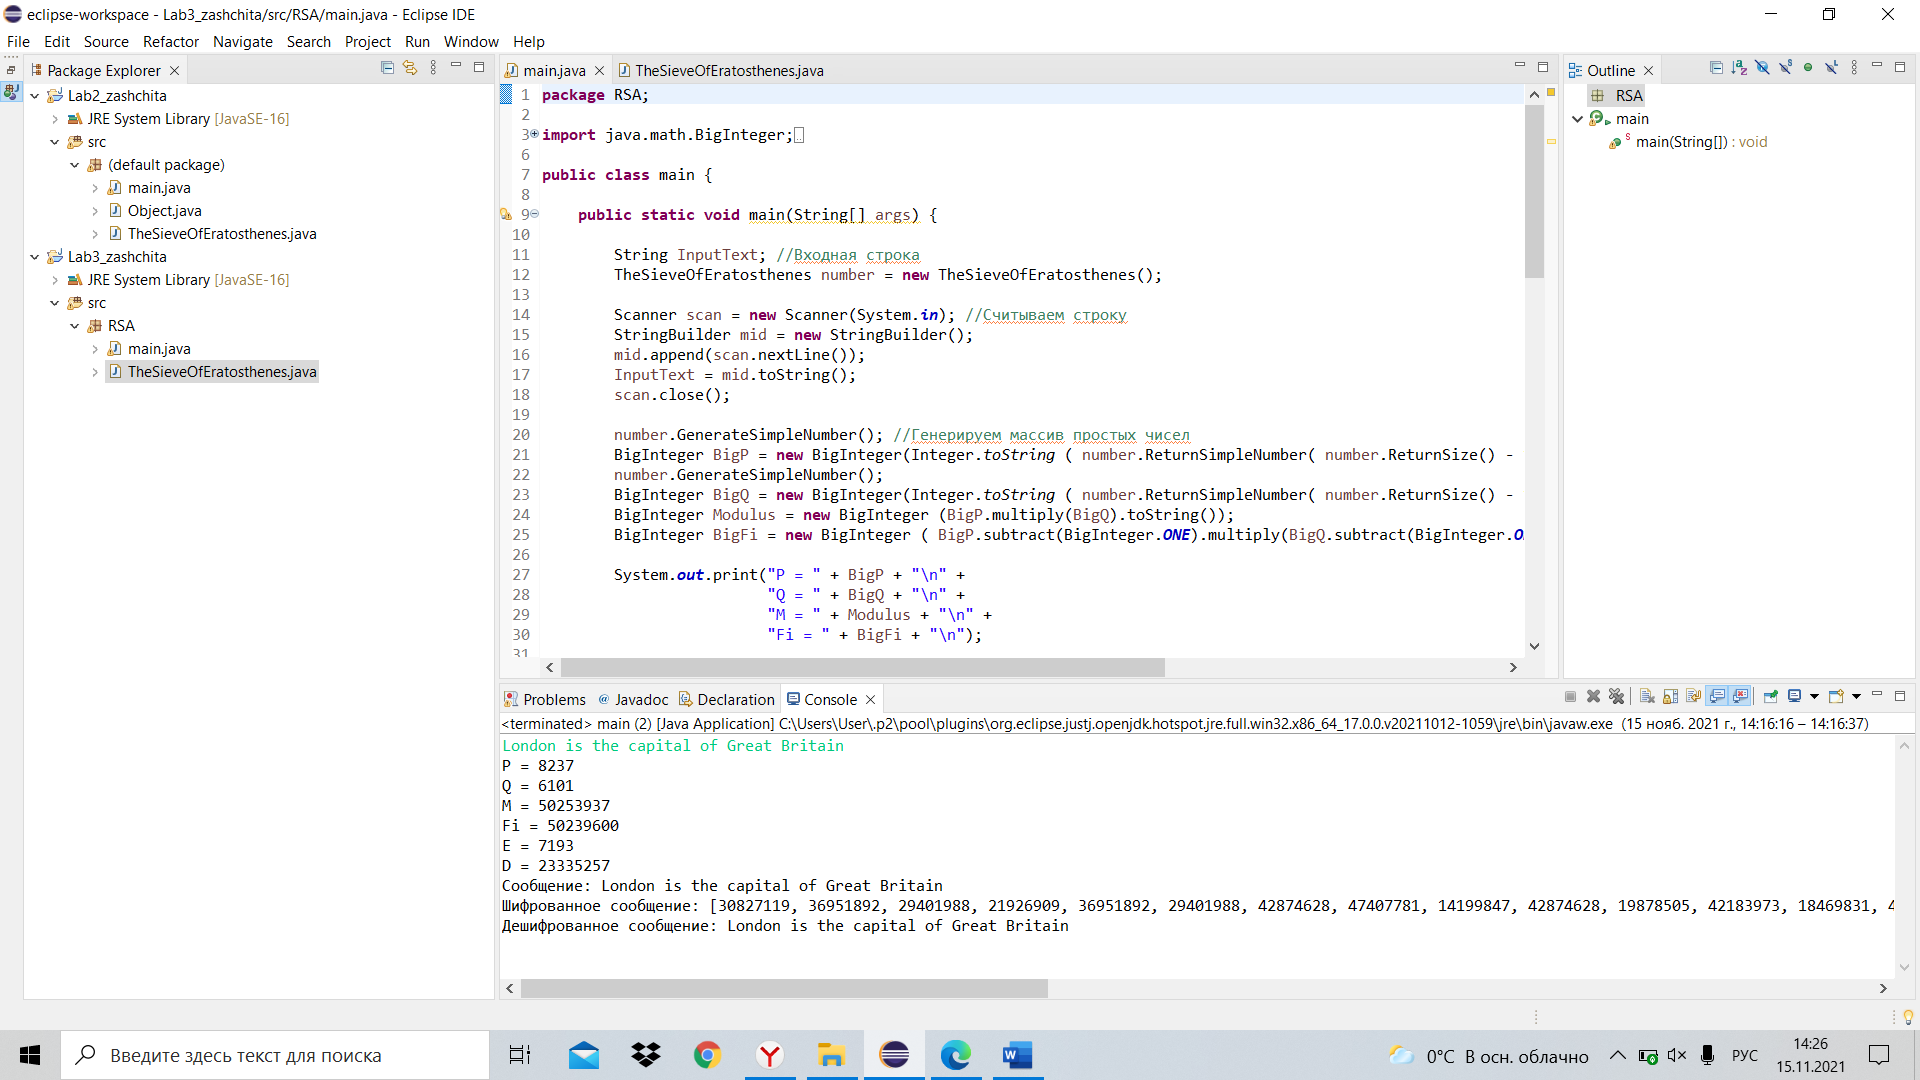 eclipse-workspace - Lab3_zashchita/src/RSA/main.java - Eclipse IDE
File Edit Source Refactor Navigate Search Project Run Window Help
Package Explorer
Lab2_zashchita
JRE System Library [JavaSE-16]
src
(default package)
main.java
Object.java
TheSieveOfEratosthenes.java
Lab3_zashchita
JRE System Library [JavaSE-16]
src
RSA
main.java
TheSieveOfEratosthenes.java
main.java TheSieveOfEratosthenes.java
1 package RSA;
2
3 import java.math.BigInteger;
6
7 public class main {
8
9 public static void main(String[] args) {
10
11 String InputText; //Входная строка
12 TheSieveOfEratosthenes number = new TheSieveOfEratosthenes();
13
14 Scanner scan = new Scanner(System.in); //Считываем строку
15 StringBuilder mid = new StringBuilder();
16 mid.append(scan.nextLine());
17 InputText = mid.toString();
18 scan.close();
19
20 number.GenerateSimpleNumber(); //Генерируем массив простых чисел
21 BigInteger BigP = new BigInteger(Integer.toString ( number.ReturnSimpleNumber( number.ReturnSize() -
22 number.GenerateSimpleNumber();
23 BigInteger BigQ = new BigInteger(Integer.toString ( number.ReturnSimpleNumber( number.ReturnSize() -
24 BigInteger Modulus = new BigInteger (BigP.multiply(BigQ).toString());
25 BigInteger BigFi = new BigInteger ( BigP.subtract(BigInteger.ONE).multiply(BigQ.subtract(BigInteger.O
26
27 System.out.print("P = " + BigP + "\n" +
28 "Q = " + BigQ + "\n" +
29 "M = " + Modulus + "\n" +
30 "Fi = " + BigFi + "\n");
31
Outline
RSA
main
main(String[]) : void
Problems Javadoc Declaration Console
<terminated> main (2) [Java Application] C:\Users\User\.p2\pool\plugins\org.eclipse.justj.openjdk.hotspot.jre.full.win32.x86_64_17.0.0.v20211012-1059\jre\bin\javaw.exe (15 нояб. 2021 г., 14:16:16 – 14:16:37)
London is the capital of Great Britain
P = 8237
Q = 6101
M = 50253937
Fi = 50239600
E = 7193
D = 23335257
Сообщение: London is the capital of Great Britain
Шифрованное сообщение: [30827119, 36951892, 29401988, 21926909, 36951892, 29401988, 42874628, 47407781, 14199847, 42874628, 19878505, 42183973, 18469831, 4
Дешифрованное сообщение: London is the capital of Great Britain
Введите здесь текст для поиска
0°C В осн. облачно
РУС
14:26
15.11.2021